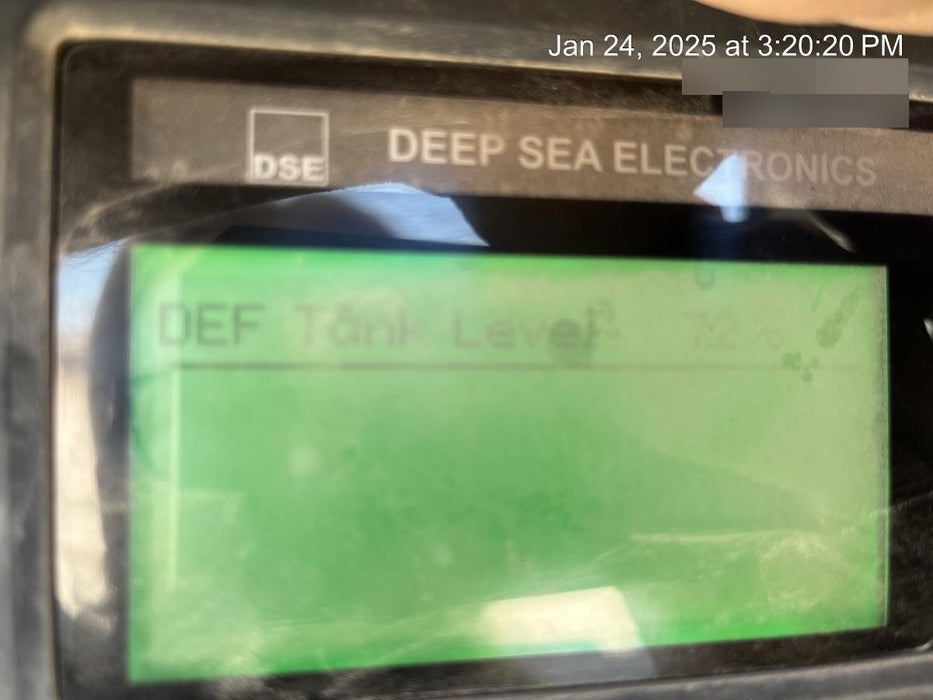 Jan 24, 2025 at 3:20:20 PM
DSE
DEEP SEA ELECTRONICS
DEF Tank Level 72%